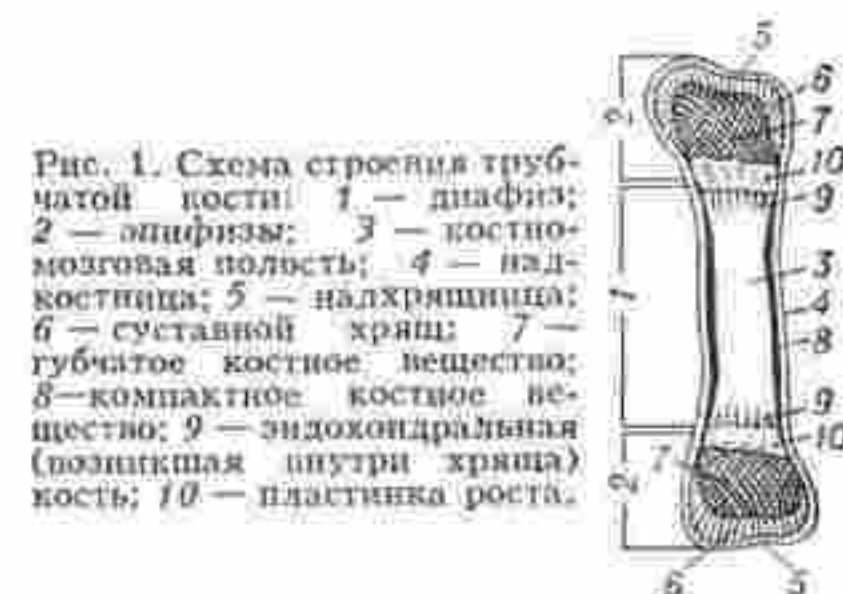 Рис. 1. Схема строения труб-
чатой кости: 1 — диафиз;
2 — эпифизы; 3 — костно-
мозговая полость; 4 — над-
костница; 5 — надхрящница;
6 — суставной хрящ; 7 —
губчатое костное вещество;
8—компактное костное ве-
щество; 9 — эндохондральная
(возникшая внутри хряща)
кость; 10 — пластинка роста.
5
2
6
7
10
9
3
1
4
8
9
10
7
2
6
5